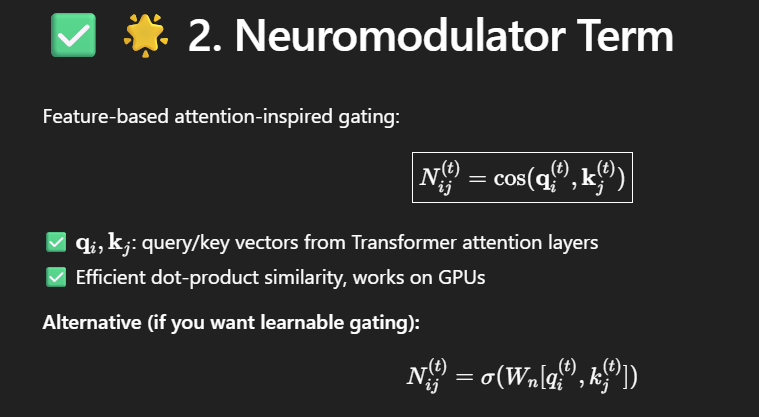 ✅ 🌟 2. Neuromodulator Term
Feature-based attention-inspired gating:
N_{ij}^{(t)} = cos(q_i^{(t)}, k_j^{(t)})
✅ q_i, k_j: query/key vectors from Transformer attention layers
✅ Efficient dot-product similarity, works on GPUs
Alternative (if you want learnable gating):
N_{ij}^{(t)} = σ(W_n[q_i^{(t)}, k_j^{(t)}])